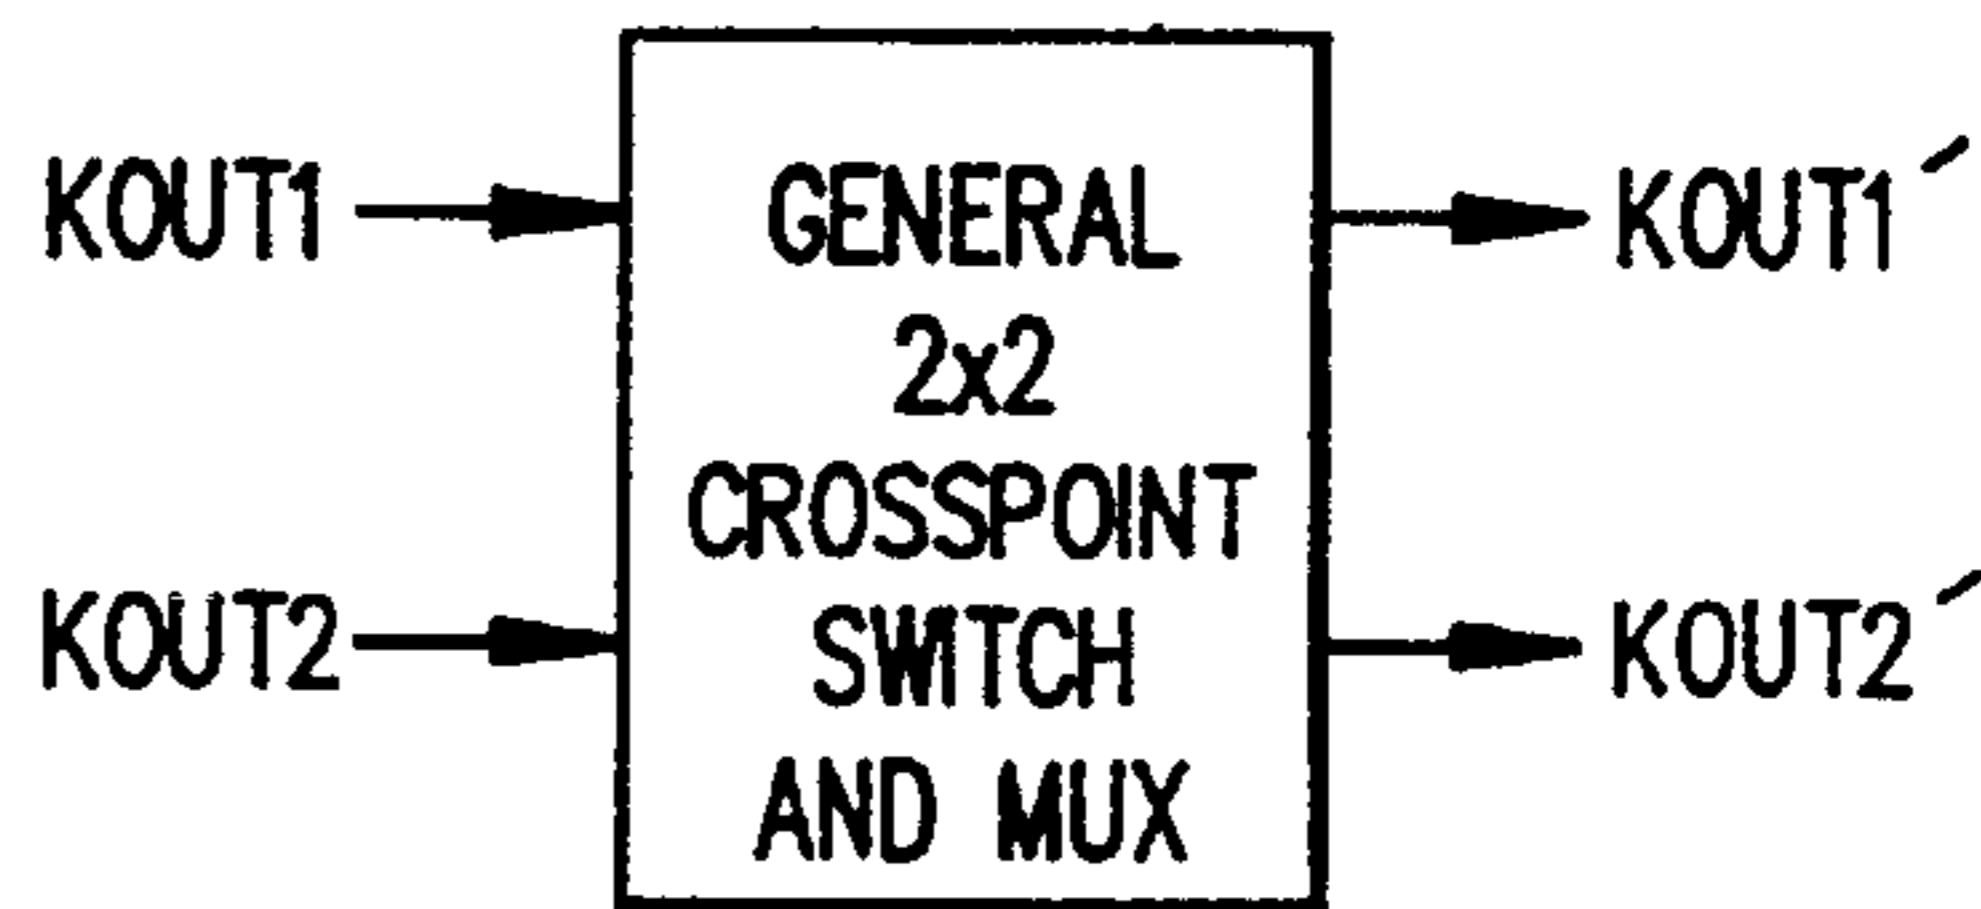 KOUT1
KOUT2
GENERAL
2x2
CROSSPOINT
SWITCH
AND MUX
KOUT1′
KOUT2′